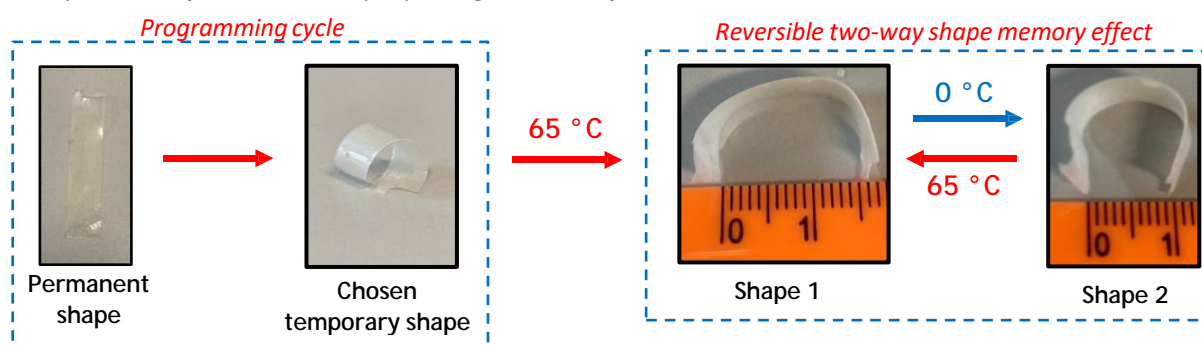 Programming cycle
Reversible two-way shape memory effect
Permanent
shape
Chosen
temporary shape
65 °C
0 1
Shape 1
0 °C
65 °C
0 1
Shape 2